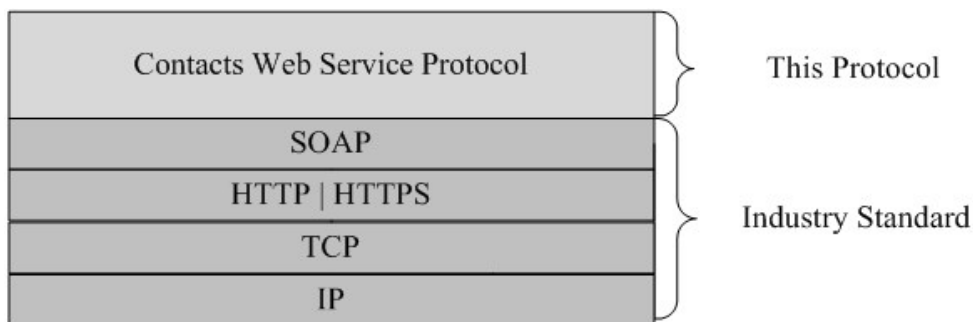 Contacts Web Service Protocol
This Protocol
SOAP
HTTP | HTTPS
Industry Standard
TCP
IP